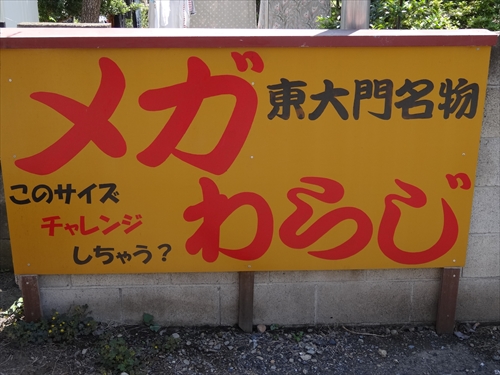 東大門名物
メガ
わらじ
このサイズ
チャレンジ
しちゃう?